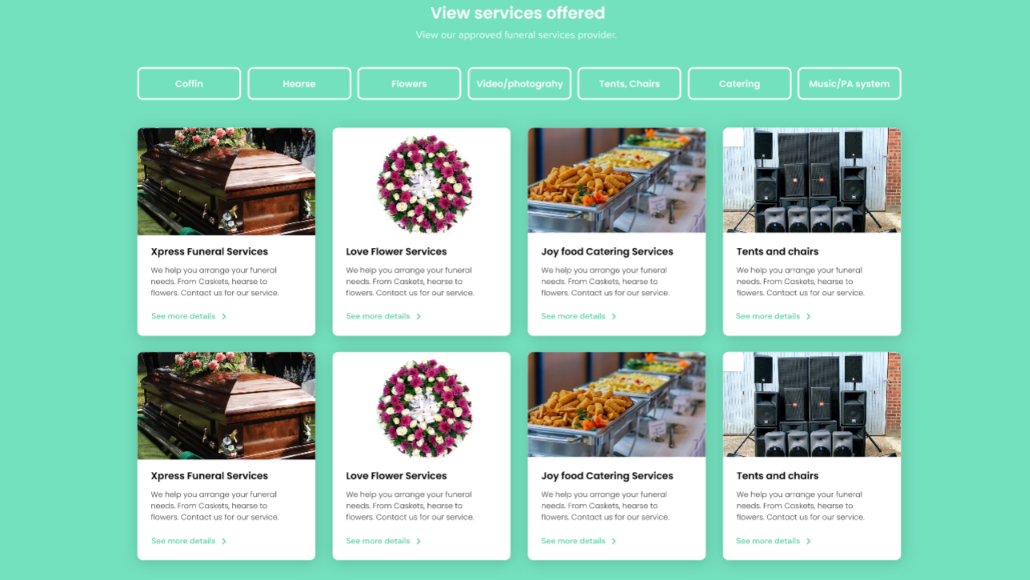 View services offered
View our approved funeral services provider.
Coffin
Hearse
Flowers
Video/photograhy
Tents, Chairs
Catering
Music/PA system
Xpress Funeral Services
We help you arrange your funeral
needs. From Caskets, hearse to
flowers. Contact us for our service.
See more details
Love Flower Services
We help you arrange your funeral
needs. From Caskets, hearse to
flowers. Contact us for our service.
See more details
Joy food Catering Services
We help you arrange your funeral
needs. From Caskets, hearse to
flowers. Contact us for our service.
See more details
Tents and chairs
We help you arrange your funeral
needs. From Caskets, hearse to
flowers. Contact us for our service.
See more details
Xpress Funeral Services
We help you arrange your funeral
needs. From Caskets, hearse to
flowers. Contact us for our service.
See more details
Love Flower Services
We help you arrange your funeral
needs. From Caskets, hearse to
flowers. Contact us for our service.
See more details
Joy food Catering Services
We help you arrange your funeral
needs. From Caskets, hearse to
flowers. Contact us for our service.
See more details
Tents and chairs
We help you arrange your funeral
needs. From Caskets, hearse to
flowers. Contact us for our service.
See more details